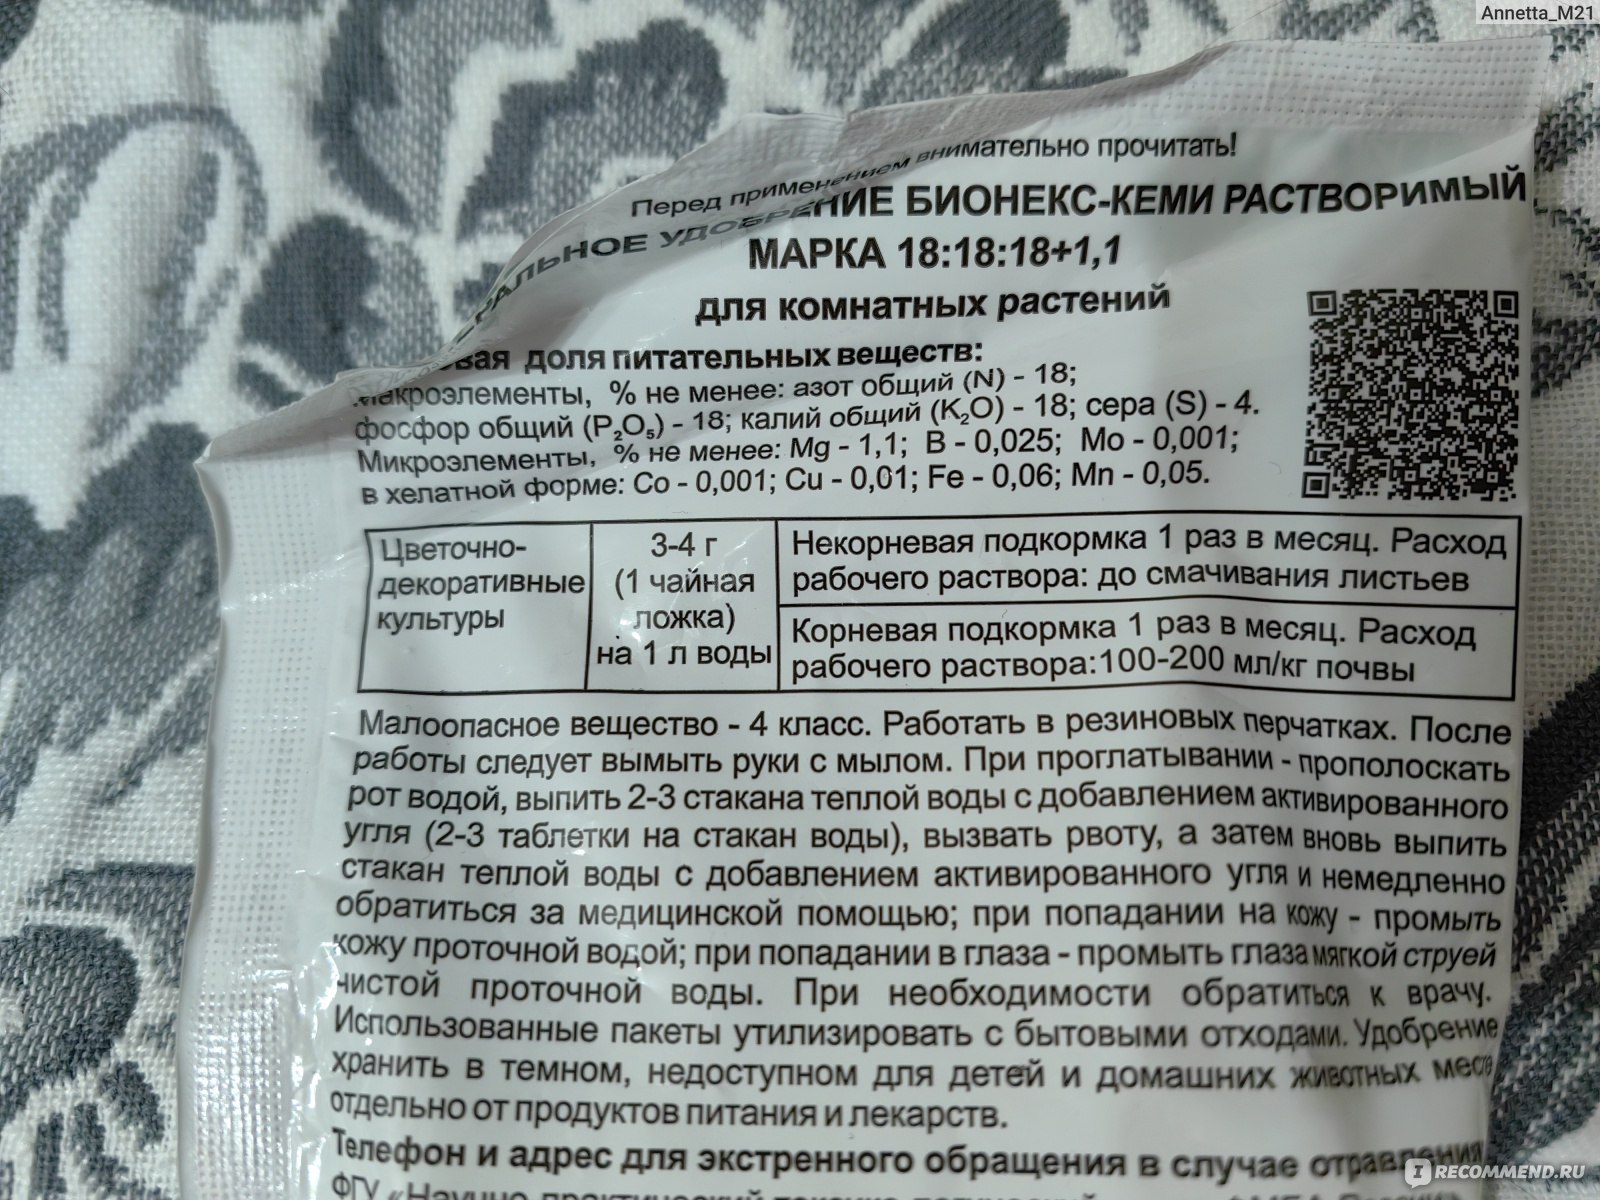 Annetta_M21
Перед применением внимательно прочитать!
УДОБРЕНИЕ БИОНЕКС-КЕМИ РАСТВОРИМЫЙ
МАРКА 18:18:18+1,1
для комнатных растений
доля питательных веществ:
Макроэлементы, % не менее: азот общий (N) - 18;
фосфор общий (P₂O₅) - 18; калий общий (K₂O) - 18; сера (S) - 4.
Микроэлементы, % не менее: Mg - 1,1; B - 0,025; Mo - 0,001;
в хелатной форме: Co - 0,001; Cu - 0,01; Fe - 0,06; Mn - 0,05.
Цветочно-
декоративные
культуры
3-4 г
(1 чайная
ложка)
на 1 л воды
Некорневая подкормка 1 раз в месяц. Расход
рабочего раствора: до смачивания листьев
Корневая подкормка 1 раз в месяц. Расход
рабочего раствора:100-200 мл/кг почвы
Малоопасное вещество - 4 класс. Работать в резиновых перчатках. После
работы следует вымыть руки с мылом. При проглатывании - прополоскать
рот водой, выпить 2-3 стакана теплой воды с добавлением активированного
угля (2-3 таблетки на стакан воды), вызвать рвоту, а затем вновь выпить
стакан теплой воды с добавлением активированного угля и немедленно
обратиться за медицинской помощью; при попадании на кожу - промыть
кожу проточной водой; при попадании в глаза - промыть глаза мягкой струей
чистой проточной воды. При необходимости обратиться к врачу.
Использованные пакеты утилизировать с бытовыми отходами. Удобрение
хранить в темном, недоступном для детей и домашних животных месте
отдельно от продуктов питания и лекарств.
Телефон и адрес для экстренного обращения в случае отравления
ФГУ «Научно
IRECOMMEND.RU